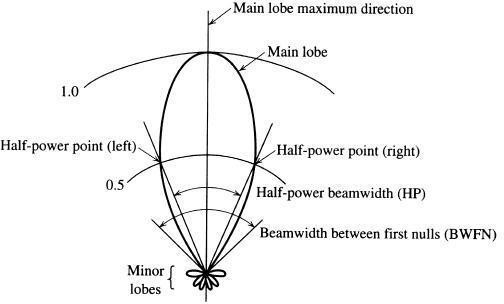 Main lobe maximum direction
Main lobe
1.0
Half-power point (left)
Half-power point (right)
0.5
Half-power beamwidth (HP)
Beamwidth between first nulls (BWFN)
Minor
lobes